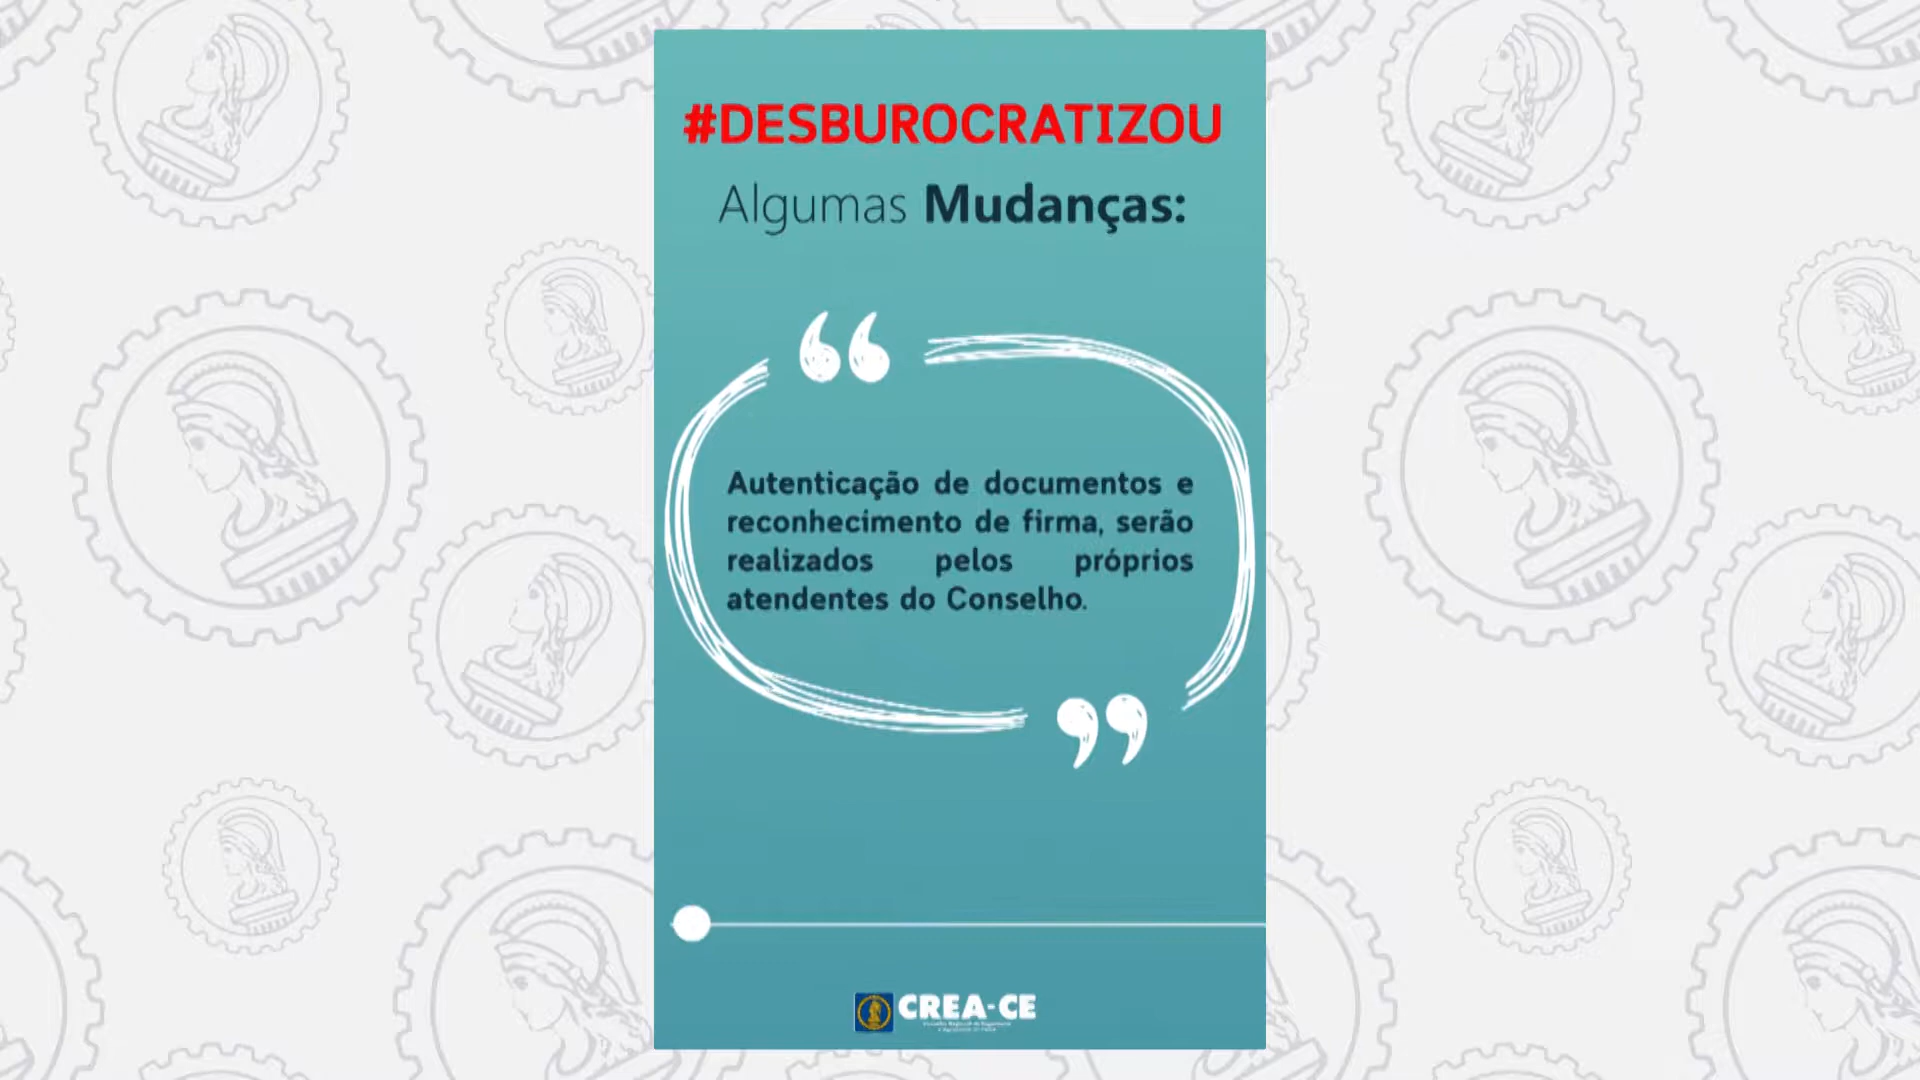 #DESBUROCRATIZOU
Algumas Mudanças:
Autenticação de documentos e
reconhecimento de firma, serão
realizados pelos próprios
atendentes do Conselho.
CREA-CE